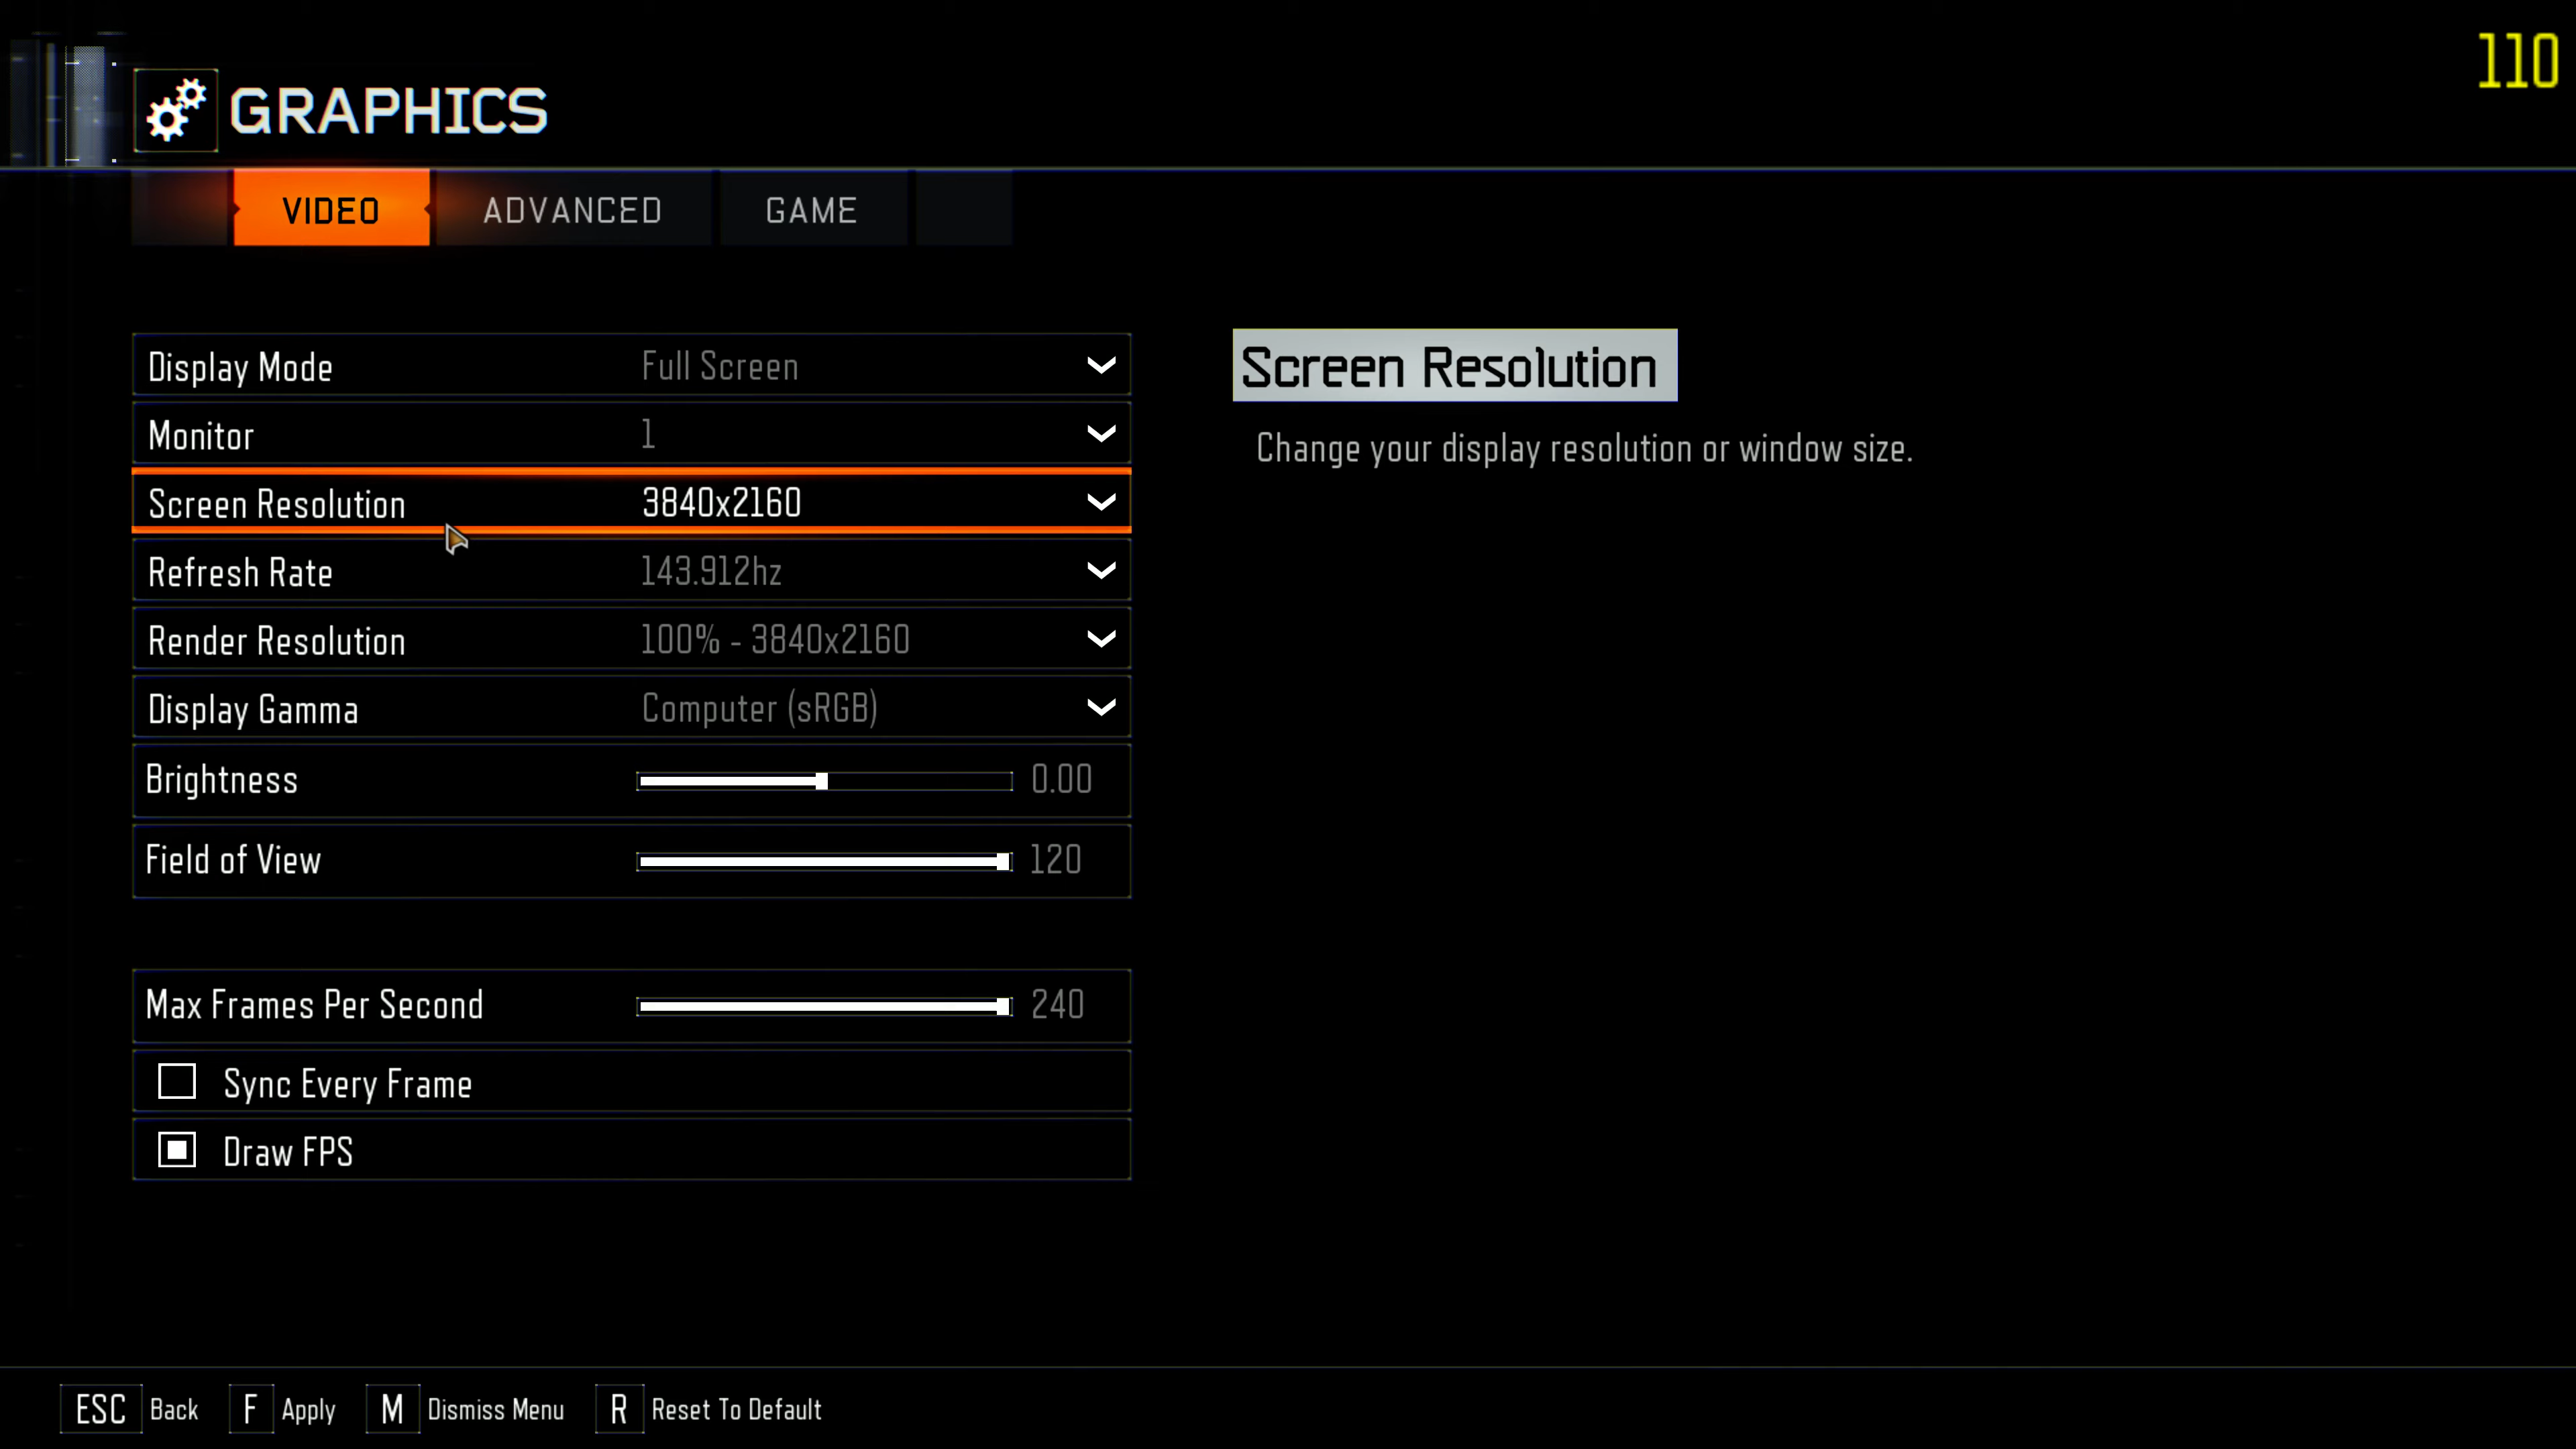 110
GRAPHICS
VIDEO ADVANCED GAME
Display Mode Full Screen
Monitor 1
Screen Resolution 3840x2160
Refresh Rate 143.912hz
Render Resolution 100% - 3840x2160
Display Gamma Computer (sRGB)
Brightness 0.00
Field of View 120
Max Frames Per Second 240
Sync Every Frame
Draw FPS
Screen Resolution
Change your display resolution or window size.
ESC Back F Apply M Dismiss Menu R Reset To Default